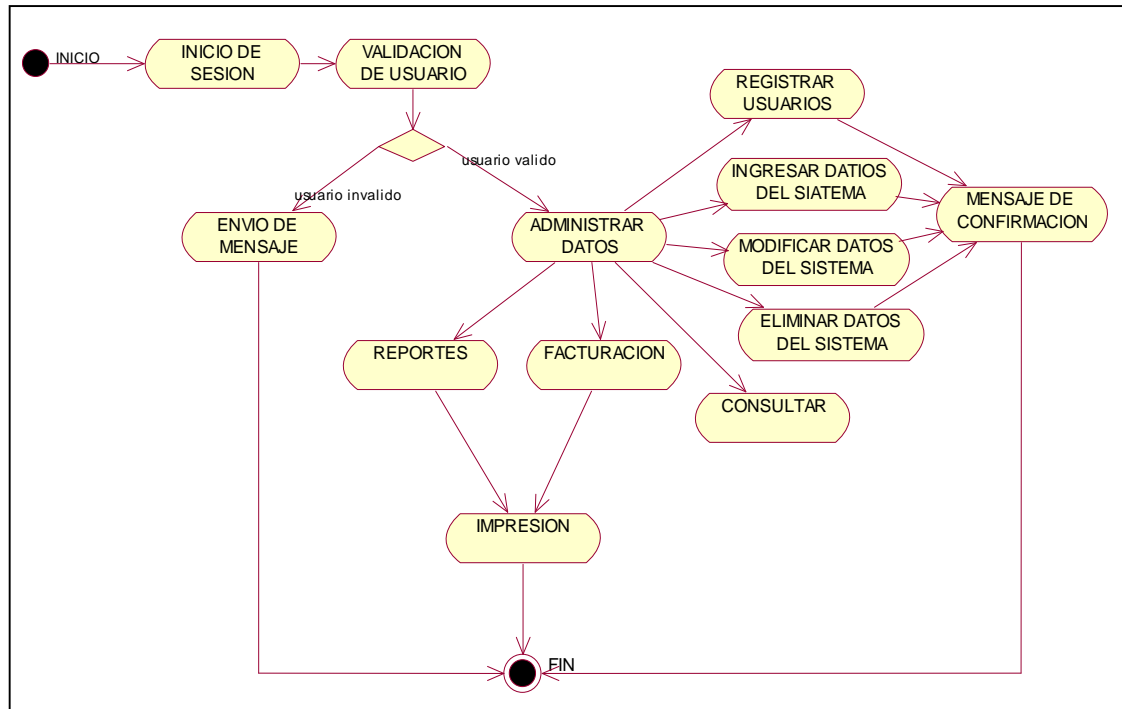 INICIO
INICIO DE
SESION
VALIDACION
DE USUARIO
usuario valido
usuario invalido
ENVIO DE
MENSAJE
ADMINISTRAR
DATOS
REGISTRAR
USUARIOS
INGRESAR DATIOS
DEL SIATEMA
MODIFICAR DATOS
DEL SISTEMA
ELIMINAR DATOS
DEL SISTEMA
MENSAJE DE
CONFIRMACION
REPORTES
FACTURACION
CONSULTAR
IMPRESION
FIN